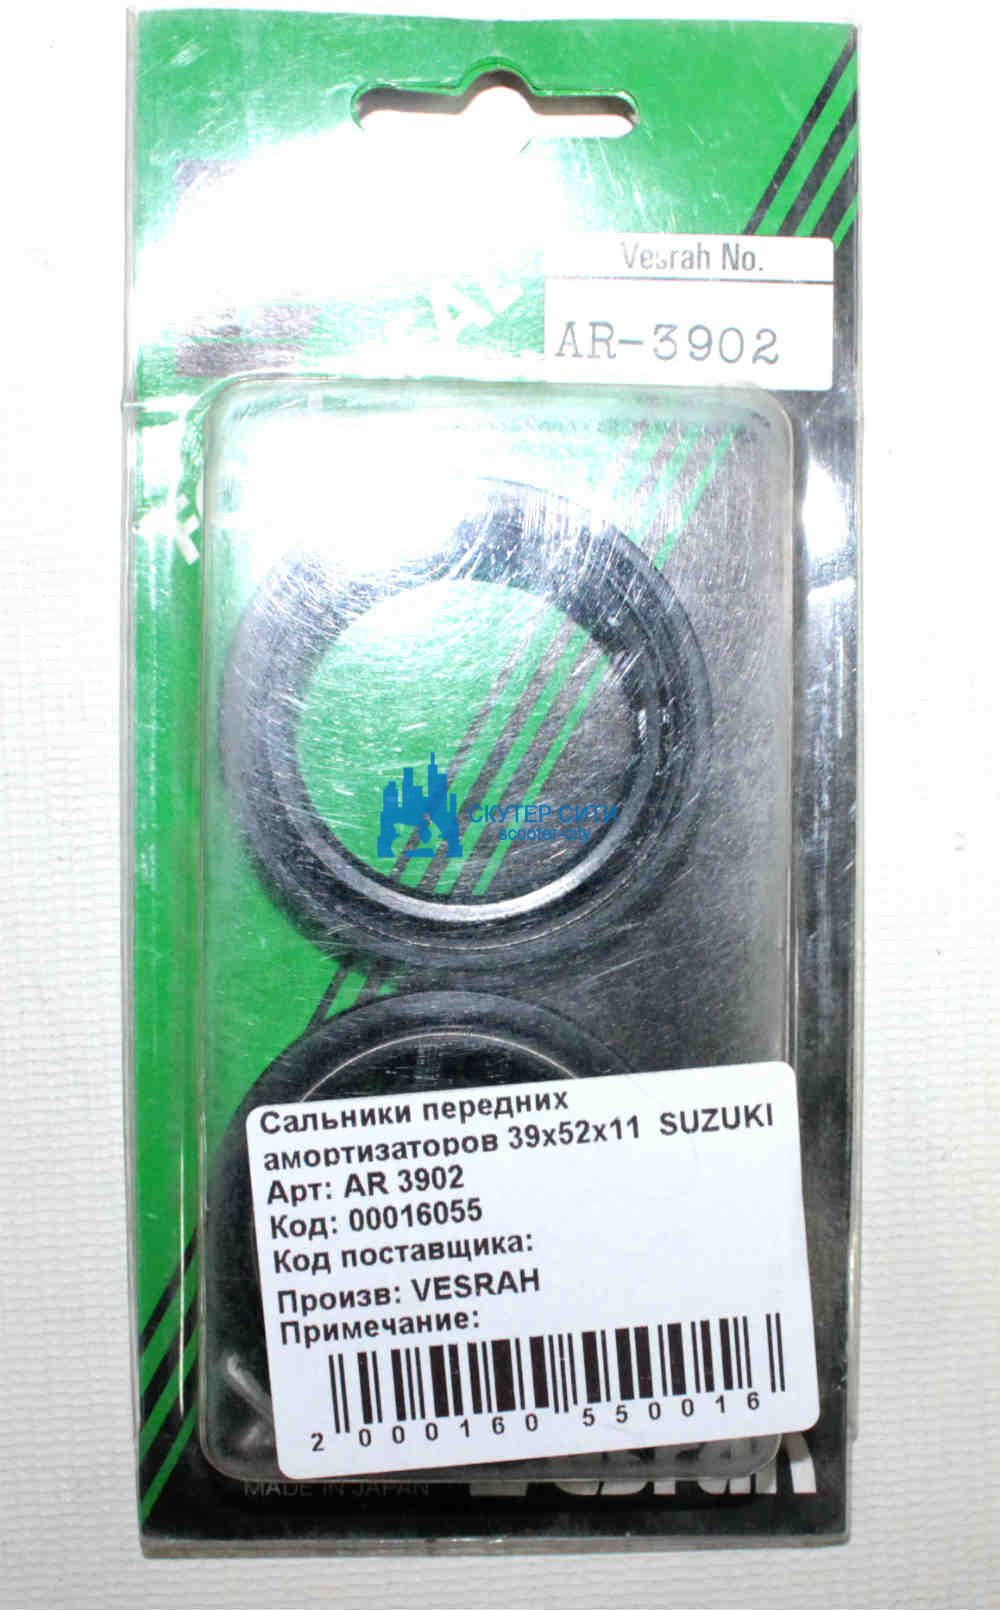 Vesrah No.
AR-3902
СКУТЕР СИТИ
scooter-city
Сальники передних
амортизаторов 39x52x11 SUZUKI
Арт: AR 3902
Код: 00016055
Код поставщика:
Произв: VESRAH
Примечание:
2 000160 550016
MADE IN JAPAN